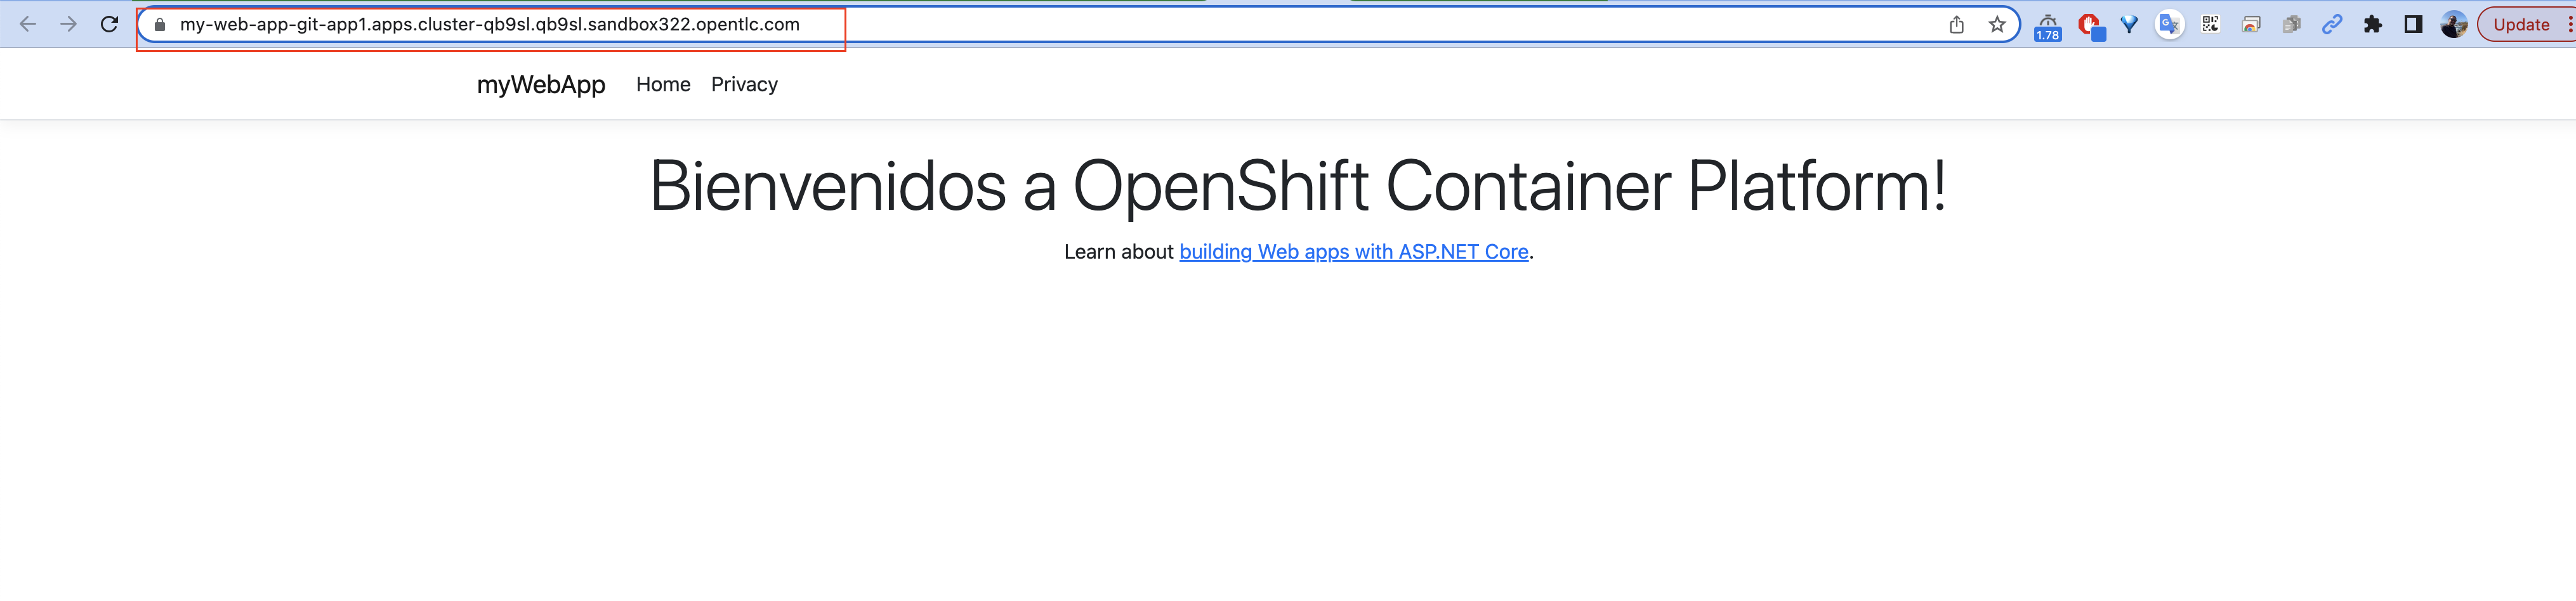 my-web-app-git-app1.apps.cluster-qb9sl.qb9sl.sandbox322.opentlc.com
1.78
Update
myWebApp Home Privacy
Bienvenidos a OpenShift Container Platform!
Learn about building Web apps with ASP.NET Core.